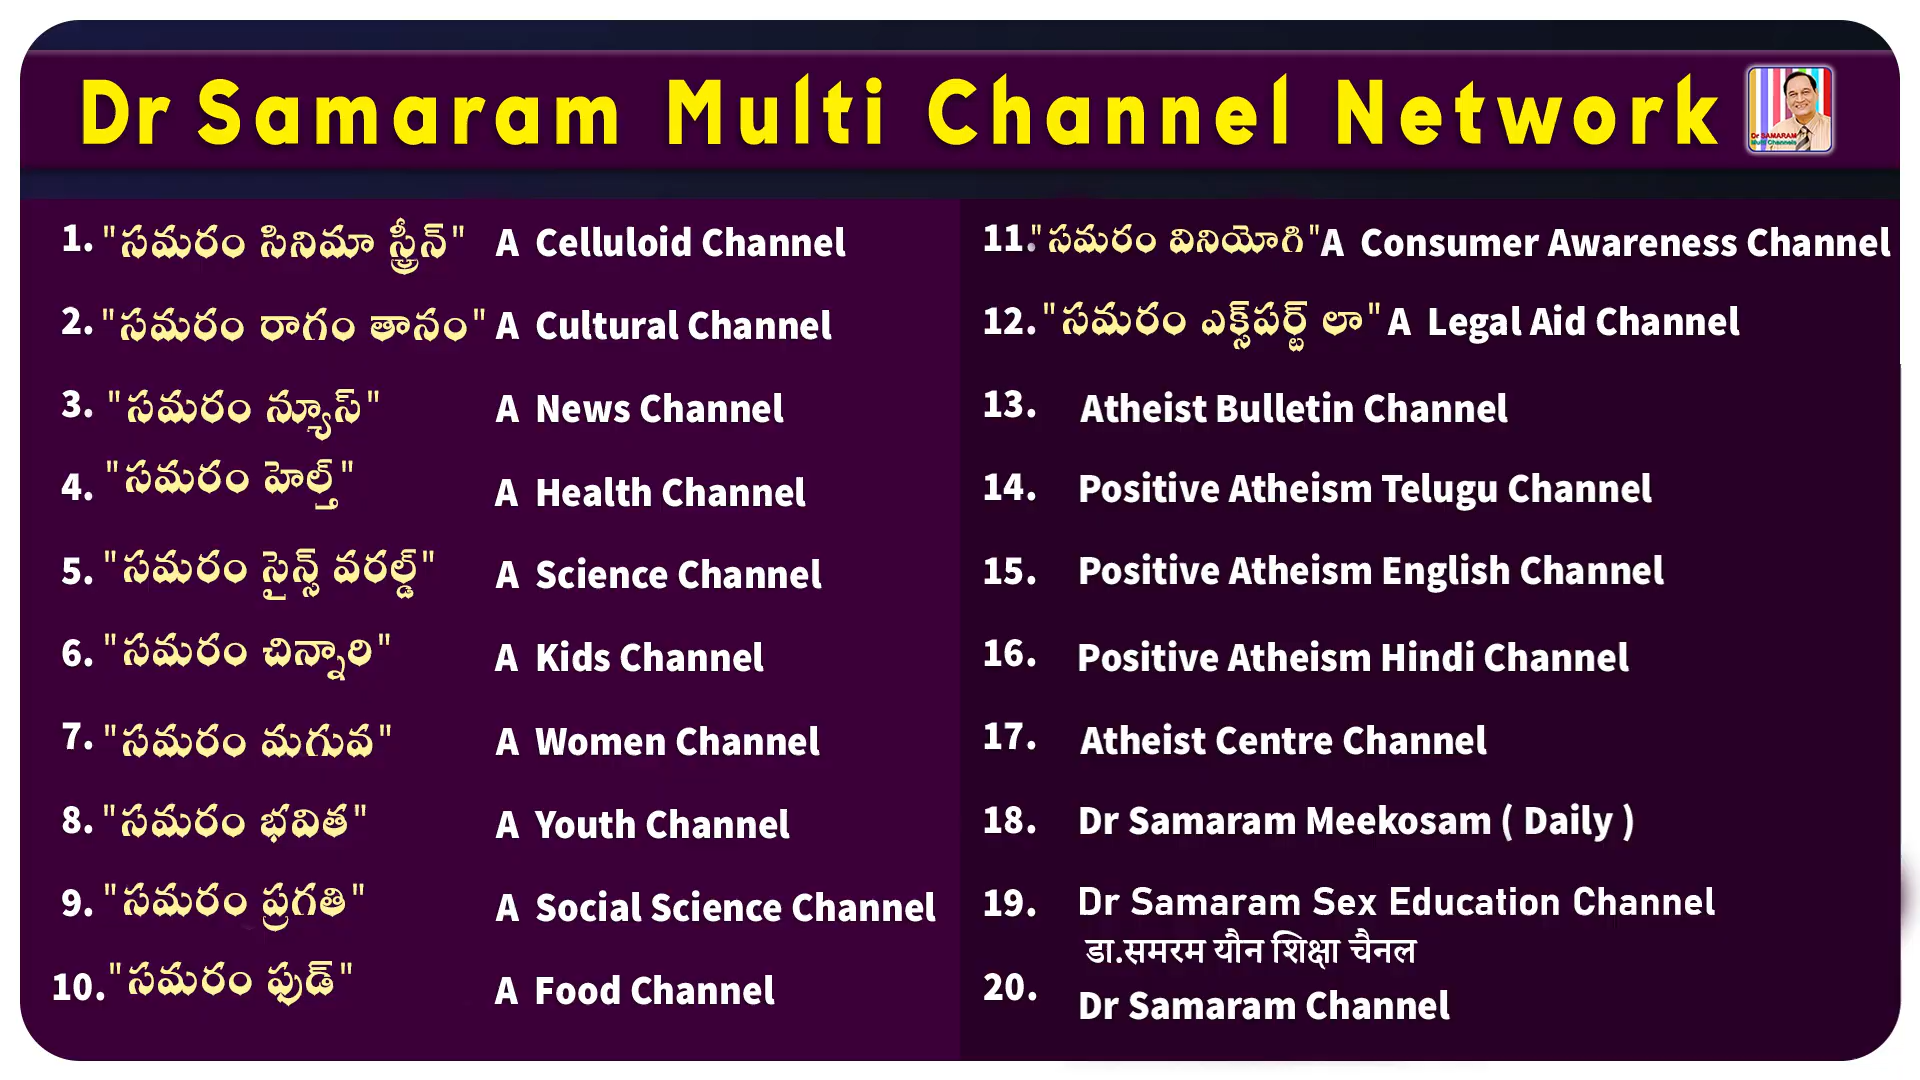 Dr Samaram Multi Channel Network
Dr SAMARAM
Multi Channels
1. "సమరం సినిమా స్క్రీన్" A Celluloid Channel
2. "సమరం రాగం తానం" A Cultural Channel
3. "సమరం న్యూస్" A News Channel
4. "సమరం హెల్త్" A Health Channel
5. "సమరం సైన్స్ వరల్డ్" A Science Channel
6. "సమరం చిన్నారి" A Kids Channel
7. "సమరం మగువ" A Women Channel
8. "సమరం భవిత" A Youth Channel
9. "సమరం ప్రగతి" A Social Science Channel
10. "సమరం ఫుడ్" A Food Channel
11. "సమరం వినియోగి" A Consumer Awareness Channel
12. "సమరం ఎక్స్‌పర్ట్ లా" A Legal Aid Channel
13. Atheist Bulletin Channel
14. Positive Atheism Telugu Channel
15. Positive Atheism English Channel
16. Positive Atheism Hindi Channel
17. Atheist Centre Channel
18. Dr Samaram Meekosam ( Daily )
19. Dr Samaram Sex Education Channel
डा.समरम यौन शिक्षा चैनल
20. Dr Samaram Channel